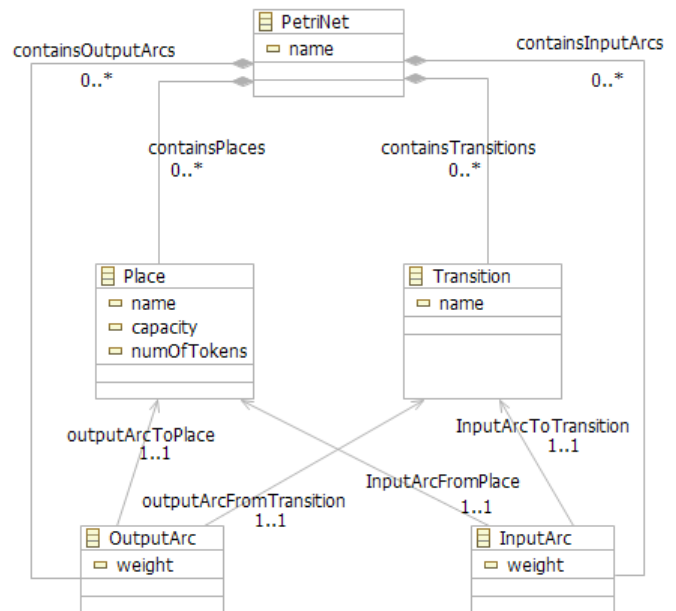 PetriNet
name
containsOutputArcs
0..*
containsInputArcs
0..*
containsPlaces
0..*
containsTransitions
0..*
Place
name
capacity
numOfTokens
Transition
name
outputArcToPlace
1..1
InputArcToTransition
1..1
outputArcFromTransition
1..1
InputArcFromPlace
1..1
OutputArc
weight
InputArc
weight